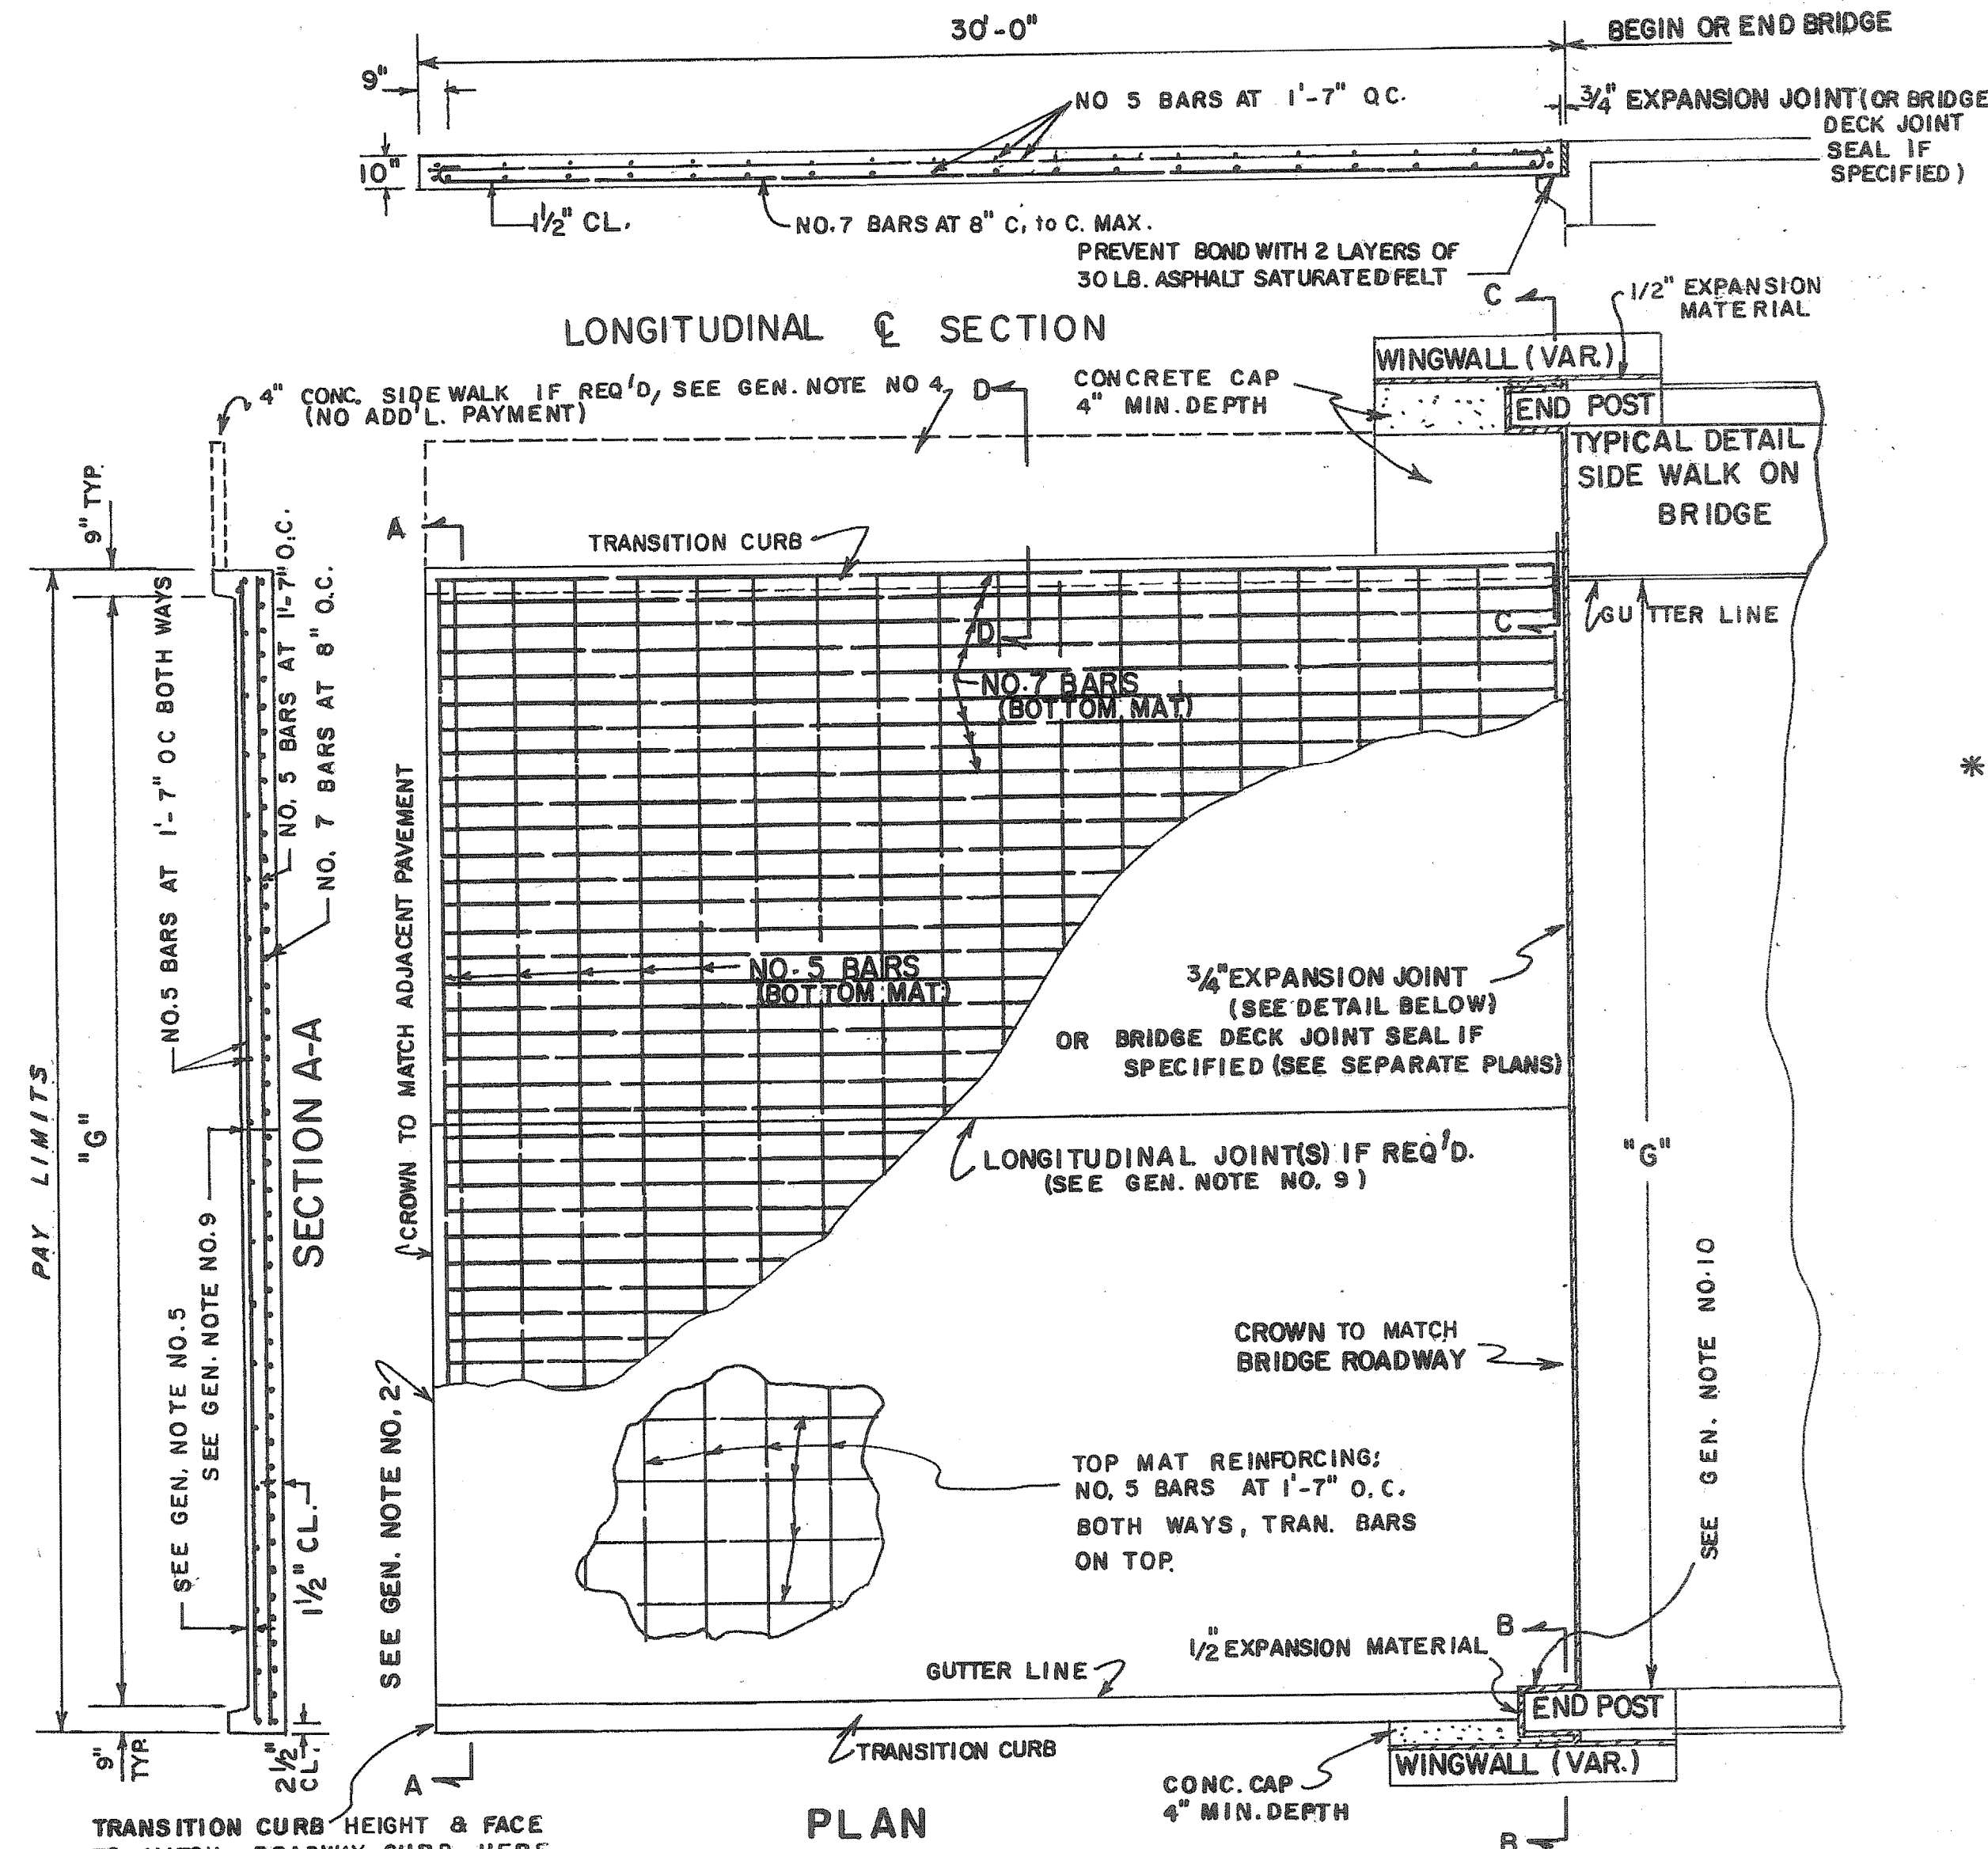 30'-0"
BEGIN OR END BRIDGE
9"
NO 5 BARS AT 1'-7" O.C.
3/4" EXPANSION JOINT (OR BRIDGE
DECK JOINT
SEAL IF
SPECIFIED)
10"
1 1/2" CL.
NO. 7 BARS AT 8" C. to C. MAX.
PREVENT BOND WITH 2 LAYERS OF
30 LB. ASPHALT SATURATED FELT
LONGITUDINAL ℄ SECTION
C
1/2" EXPANSION
MATERIAL
WINGWALL (VAR.)
4" CONC. SIDE WALK IF REQ'D, SEE GEN. NOTE NO 4,
(NO ADD'L. PAYMENT)
D
CONCRETE CAP
4" MIN. DEPTH
END POST
TYPICAL DETAIL
SIDE WALK ON
BRIDGE
9" TYP.
A
TRANSITION CURB
GUTTER LINE
C
D
NO. 7 BARS
(BOTTOM MAT)
*
NO. 5 BARS AT 1'-7" OC BOTH WAYS
NO. 5 BARS AT 1'-7" O.C.
NO. 7 BARS AT 8" O.C.
CROWN TO MATCH ADJACENT PAVEMENT
NO. 5 BARS
(BOTTOM MAT)
3/4" EXPANSION JOINT
(SEE DETAIL BELOW)
OR BRIDGE DECK JOINT SEAL IF
SPECIFIED (SEE SEPARATE PLANS)
PAY LIMITS
"G"
SECTION A-A
LONGITUDINAL JOINT(S) IF REQ'D.
(SEE GEN. NOTE NO. 9)
"G"
SEE GEN. NOTE NO. 5
SEE GEN. NOTE NO. 9
1 1/2" CL.
SEE GEN. NOTE NO. 2
CROWN TO MATCH
BRIDGE ROADWAY
SEE GEN. NOTE NO. 10
TOP MAT REINFORCING:
NO. 5 BARS AT 1'-7" O.C.
BOTH WAYS, TRAN. BARS
ON TOP.
B
1/2" EXPANSION MATERIAL
GUTTER LINE
END POST
9"
TYP.
2 1/2"
CL.
TRANSITION CURB
WINGWALL (VAR.)
A
CONC. CAP
4" MIN. DEPTH
PLAN
TRANSITION CURB HEIGHT & FACE
TO MATCH ROADWAY CURB HERE
B